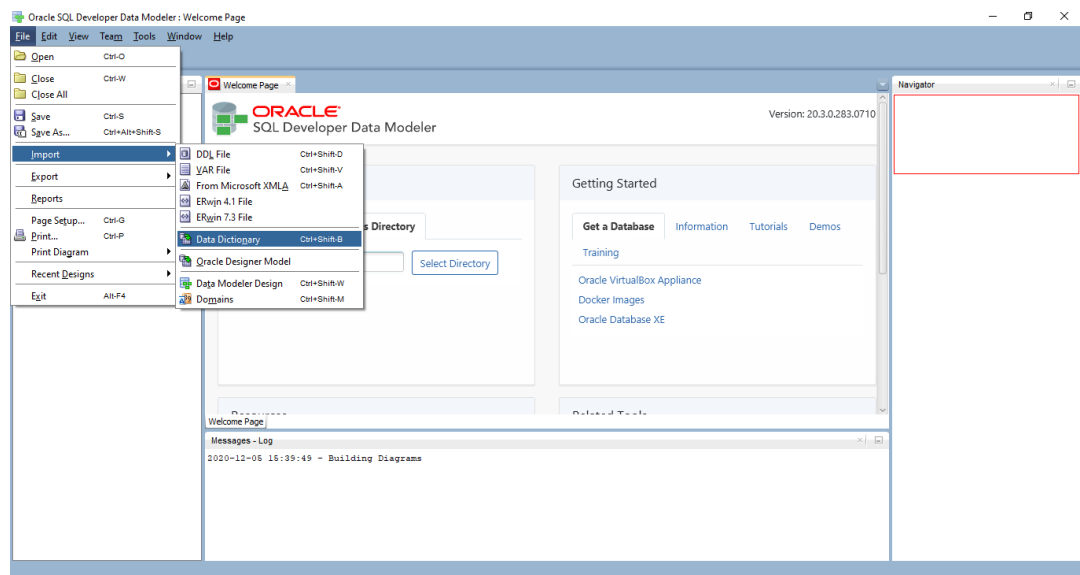 Oracle SQL Developer Data Modeler : Welcome Page
File Edit View Team Tools Window Help
Open Ctrl-O
Close Ctrl-W
Close All
Save Ctrl-S
Save As... Ctrl+Alt+Shift-S
Import
Export
Reports
Page Setup... Ctrl-G
Print... Ctrl-P
Print Diagram
Recent Designs
Exit Alt-F4
DDL File Ctrl+Shift-D
VAR File Ctrl+Shift-V
From Microsoft XMLA Ctrl+Shift-A
ERwin 4.1 File
ERwin 7.3 File
Data Dictionary Ctrl+Shift-B
Oracle Designer Model
Data Modeler Design Ctrl+Shift-W
Domains Ctrl+Shift-M
Welcome Page
ORACLE
SQL Developer Data Modeler
Version: 20.3.0.283.0710
s Directory
Select Directory
Getting Started
Get a Database Information Tutorials Demos
Training
Oracle VirtualBox Appliance
Docker Images
Oracle Database XE
Resources
Related Tools
Welcome Page
Messages - Log
2020-12-05 15:39:49 - Building Diagrams
Navigator